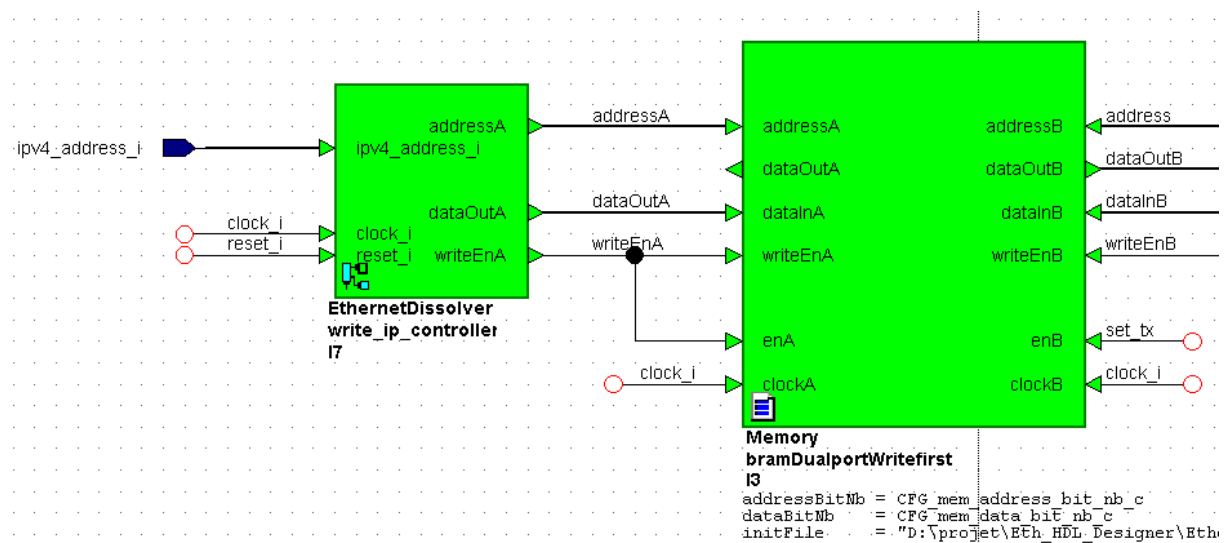 ipv4_address_i
clock_i
reset_i
addressA
ipv4_address_i
dataOutA
clock_i
reset_i
writeEnA
EthernetDissolver
write_ip_controller
I7
addressA
dataOutA
writeEnA
clock_i
addressA
dataOutA
dataInA
writeEnA
enA
clockA
addressB
dataOutB
dataInB
writeEnB
enB
clockB
address
dataOutB
dataInB
writeEnB
set_tx
clock_i
Memory
bramDualportWritefirst
I3
addressBitNb = CFG_mem_address_bit_nb_c
dataBitNb = CFG_mem_data_bit_nb_c
initFile = "D:\projet\Eth_HDL_Designer\Eth